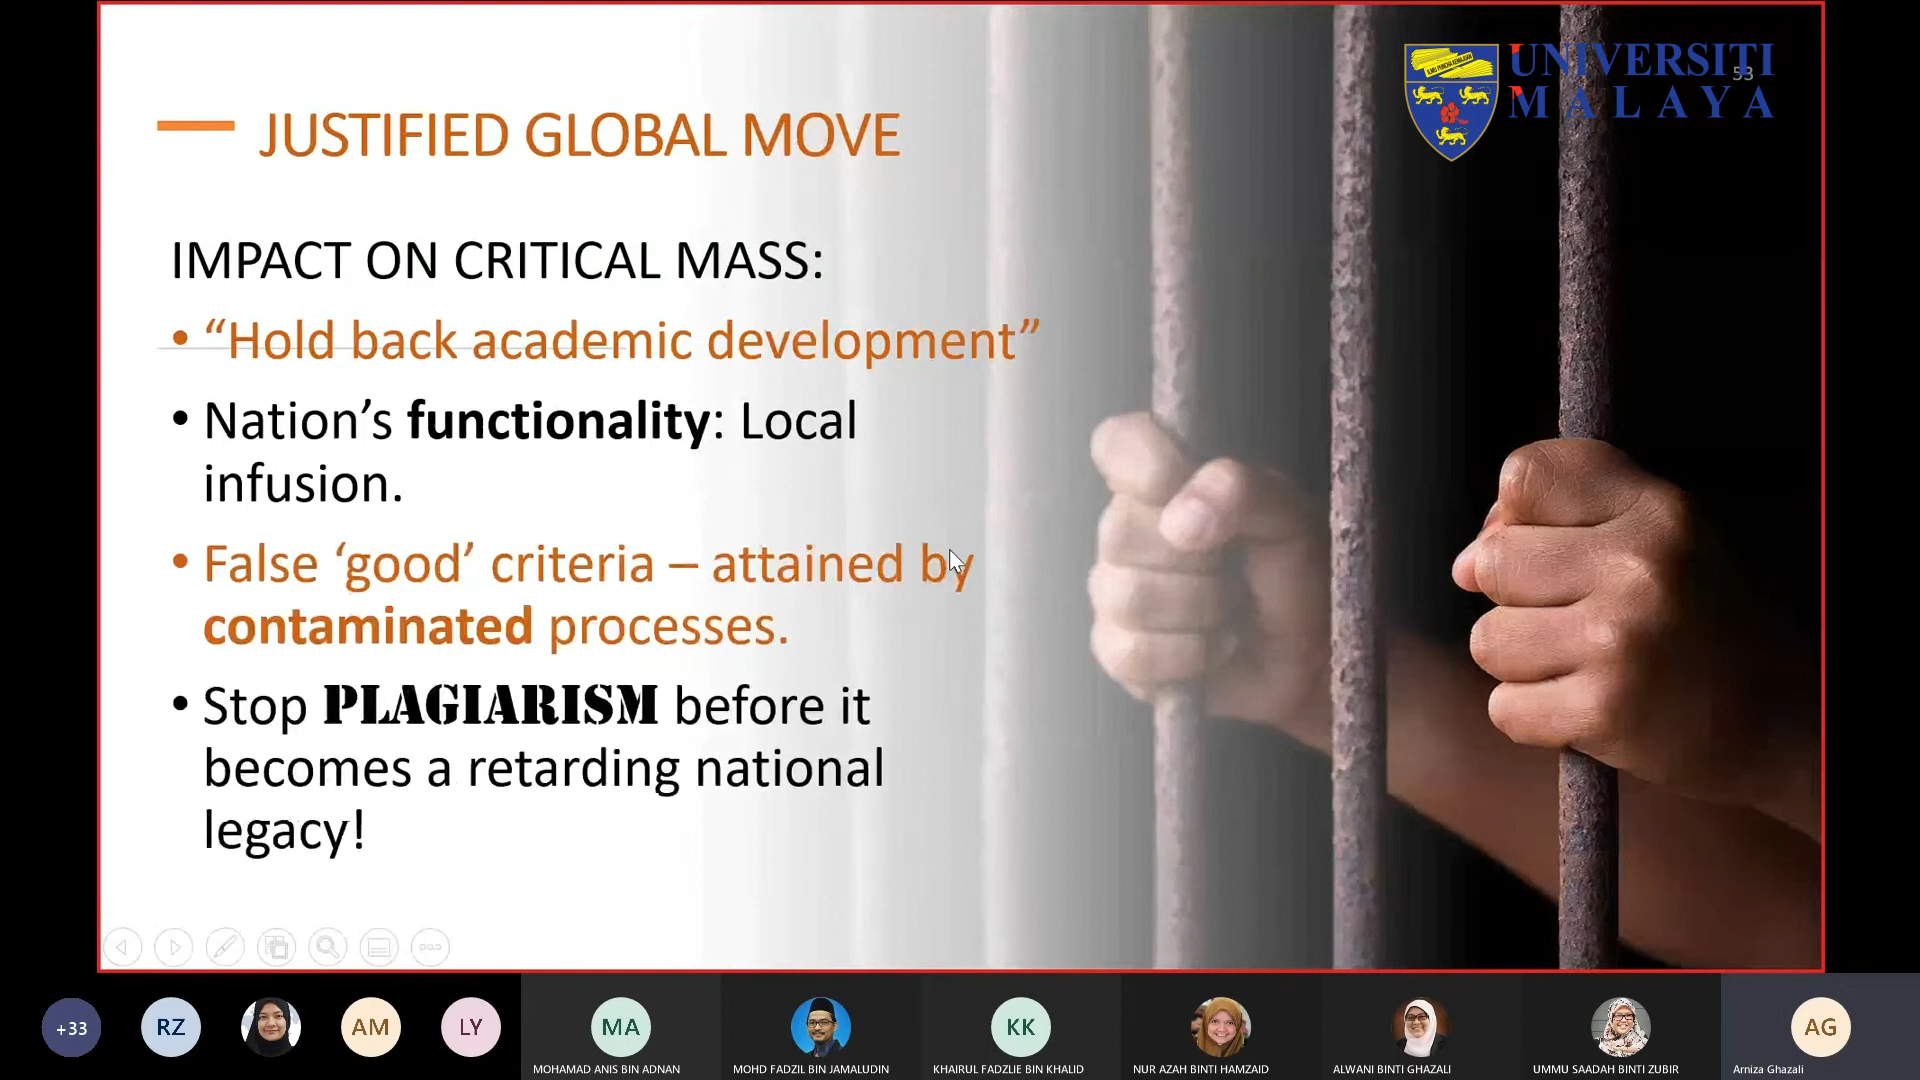 UNIVERSITI
53
MALAYA
JUSTIFIED GLOBAL MOVE
IMPACT ON CRITICAL MASS:
• “Hold back academic development”
• Nation’s functionality: Local
infusion.
• False ‘good’ criteria – attained by
contaminated processes.
• Stop PLAGIARISM before it
becomes a retarding national
legacy!
+33
RZ
AM
LY
MA
KK
AG
MOHAMAD ANIS BIN ADNAN
MOHD FADZIL BIN JAMALUDIN
KHAIRUL FADZLIE BIN KHALID
NUR AZAH BINTI HAMZAID
ALWANI BINTI GHAZALI
UMMU SAADAH BINTI ZUBIR
Arniza Ghazali